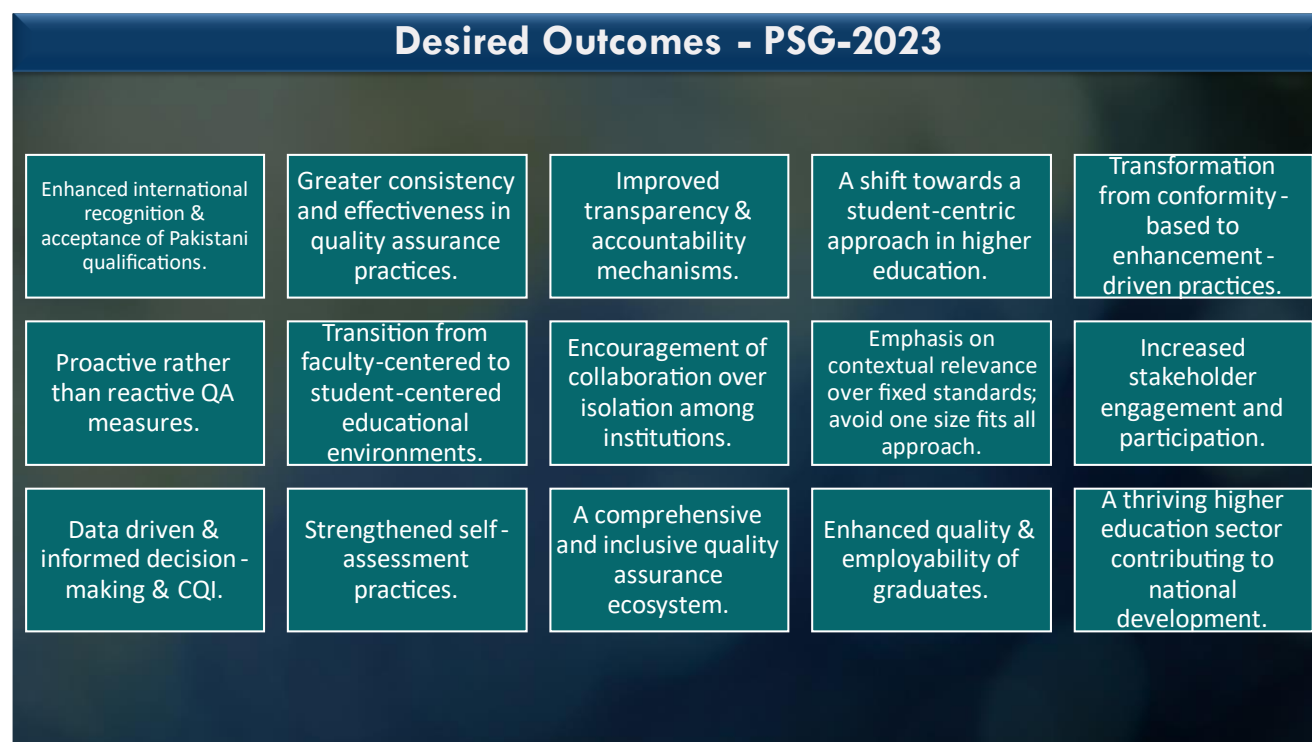 Desired Outcomes - PSG-2023
Enhanced international
recognition &
acceptance of Pakistani
qualifications.
Greater consistency
and effectiveness in
quality assurance
practices.
Improved
transparency &
accountability
mechanisms.
A shift towards a
student-centric
approach in higher
education.
Transformation
from conformity-
based to
enhancement-
driven practices.
Proactive rather
than reactive QA
measures.
Transition from
faculty-centered to
student-centered
educational
environments.
Encouragement of
collaboration over
isolation among
institutions.
Emphasis on
contextual relevance
over fixed standards;
avoid one size fits all
approach.
Increased
stakeholder
engagement and
participation.
Data driven &
informed decision-
making & CQI.
Strengthened self-
assessment
practices.
A comprehensive
and inclusive quality
assurance
ecosystem.
Enhanced quality &
employability of
graduates.
A thriving higher
education sector
contributing to
national
development.